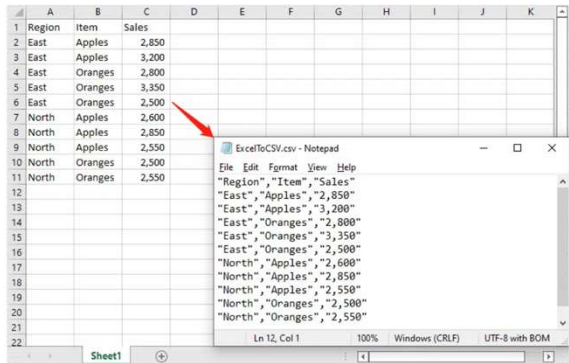 A B C D E F G H I J K
1 Region Item Sales
2 East Apples 2,850
3 East Apples 3,200
4 East Oranges 2,800
5 East Oranges 3,350
6 East Oranges 2,500
7 North Apples 2,600
8 North Apples 2,850
9 North Apples 2,550
10 North Oranges 2,500
11 North Oranges 2,550
12
13
14
15
16
17
18
19
20
21
22
Sheet1
ExcelToCSV.csv - Notepad
File Edit Format View Help
"Region","Item","Sales"
"East","Apples","2,850"
"East","Apples","3,200"
"East","Oranges","2,800"
"East","Oranges","3,350"
"East","Oranges","2,500"
"North","Apples","2,600"
"North","Apples","2,850"
"North","Apples","2,550"
"North","Oranges","2,500"
"North","Oranges","2,550"
Ln 12, Col 1 100% Windows (CRLF) UTF-8 with BOM